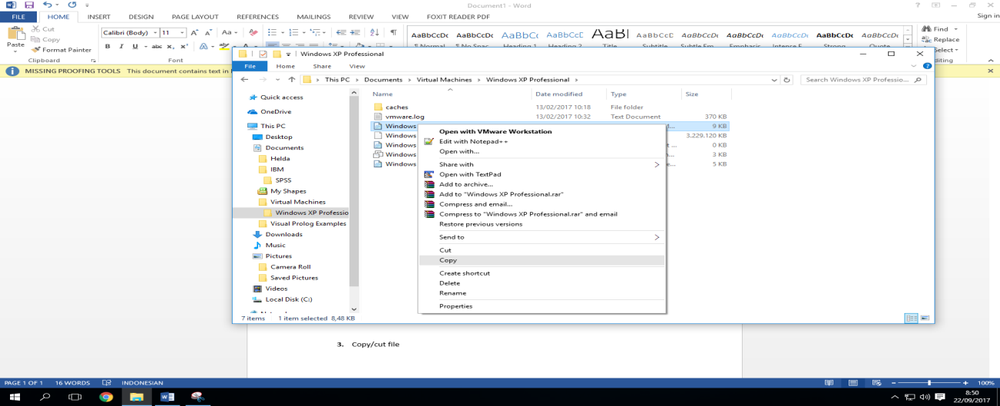 Document1 - Word
FILE HOME INSERT DESIGN PAGE LAYOUT REFERENCES MAILINGS REVIEW VIEW FOXIT READER PDF Sign in
Cut
Copy
Format Painter
Paste
Clipboard
Calibri (Body) 11
Font
AaBbCcDc AaBbCcDc AaBbCc AaBbCcE AaB AaBbCcD AaBbCcDc AaBbCcDc AaBbCcDc AaBbCcDc AaBbCcDc
¶ Normal ¶ No Spac... Heading 1 Heading 2 Title Subtitle Subtle Em... Emphasis Intense E... Strong Quote
Find
Replace
Select
diting
MISSING PROOFING TOOLS This document contains text in
Windows XP Professional
File Home Share View
This PC > Documents > Virtual Machines > Windows XP Professional >
Search Windows XP Professio...
Quick access
OneDrive
This PC
Desktop
Documents
Helda
IBM
SPSS
My Shapes
Virtual Machines
Windows XP Professio
Visual Prolog Examples
Downloads
Music
Pictures
Camera Roll
Saved Pictures
Videos
Local Disk (C:)
Name Date modified Type Size
caches 13/02/2017 10:18 File folder
vmware.log 13/02/2017 10:32 Text Document 370 KB
Windows 9 KB
Windows 3.229.120 KB
Windows 0 KB
Windows 3 KB
Windows 5 KB
Open with VMware Workstation
Edit with Notepad++
Open with...
Share with
Open with TextPad
Add to archive...
Add to "Windows XP Professional.rar"
Compress and email...
Compress to "Windows XP Professional.rar" and email
Restore previous versions
Send to
Cut
Copy
Create shortcut
Delete
Rename
Properties
7 items 1 item selected 8,48 KB
3. Copy/cut file
PAGE 1 OF 1 16 WORDS INDONESIAN 100%
8:50
22/09/2017